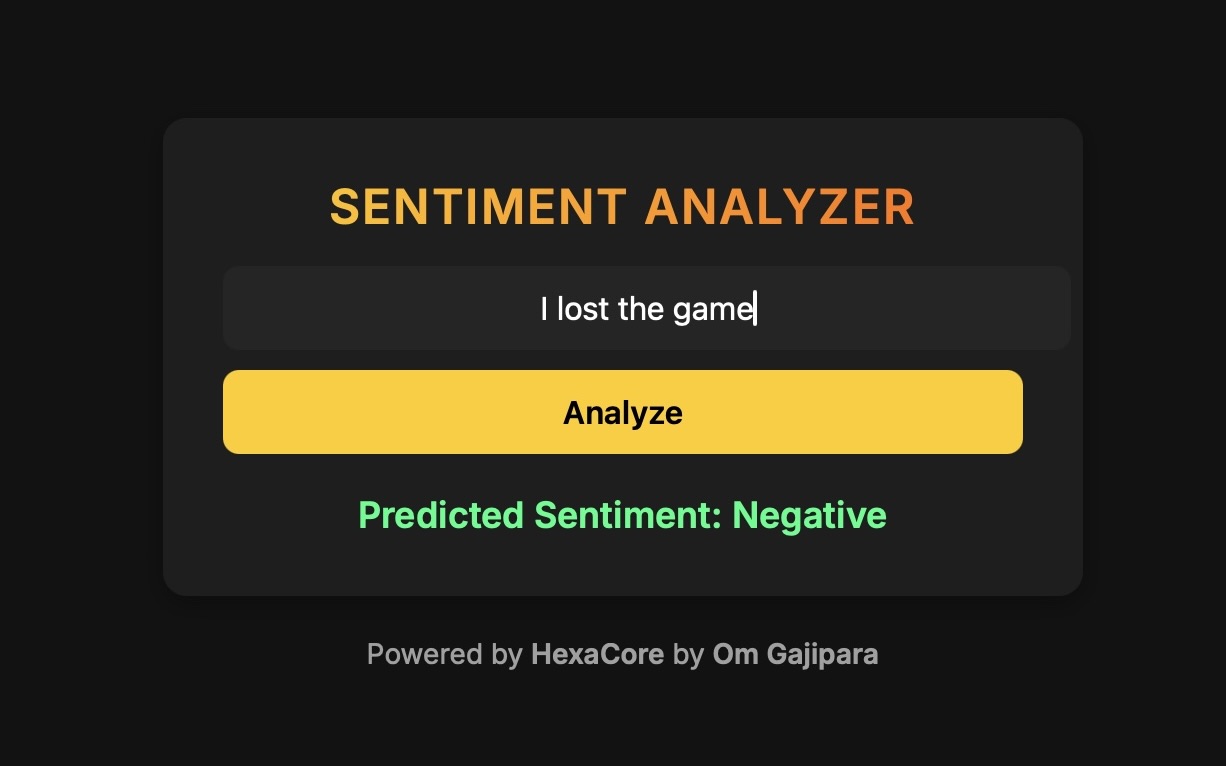 SENTIMENT ANALYZER
I lost the game
Analyze
Predicted Sentiment: Negative
Powered by HexaCore by Om Gajipara